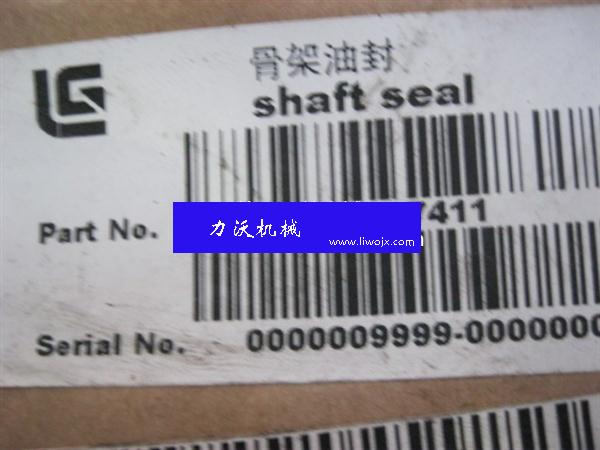 LG
骨架油封
shaft seal
Part No. 7411
力沃机械
www.liwojx.com
Serial No. 0000009999-0000000